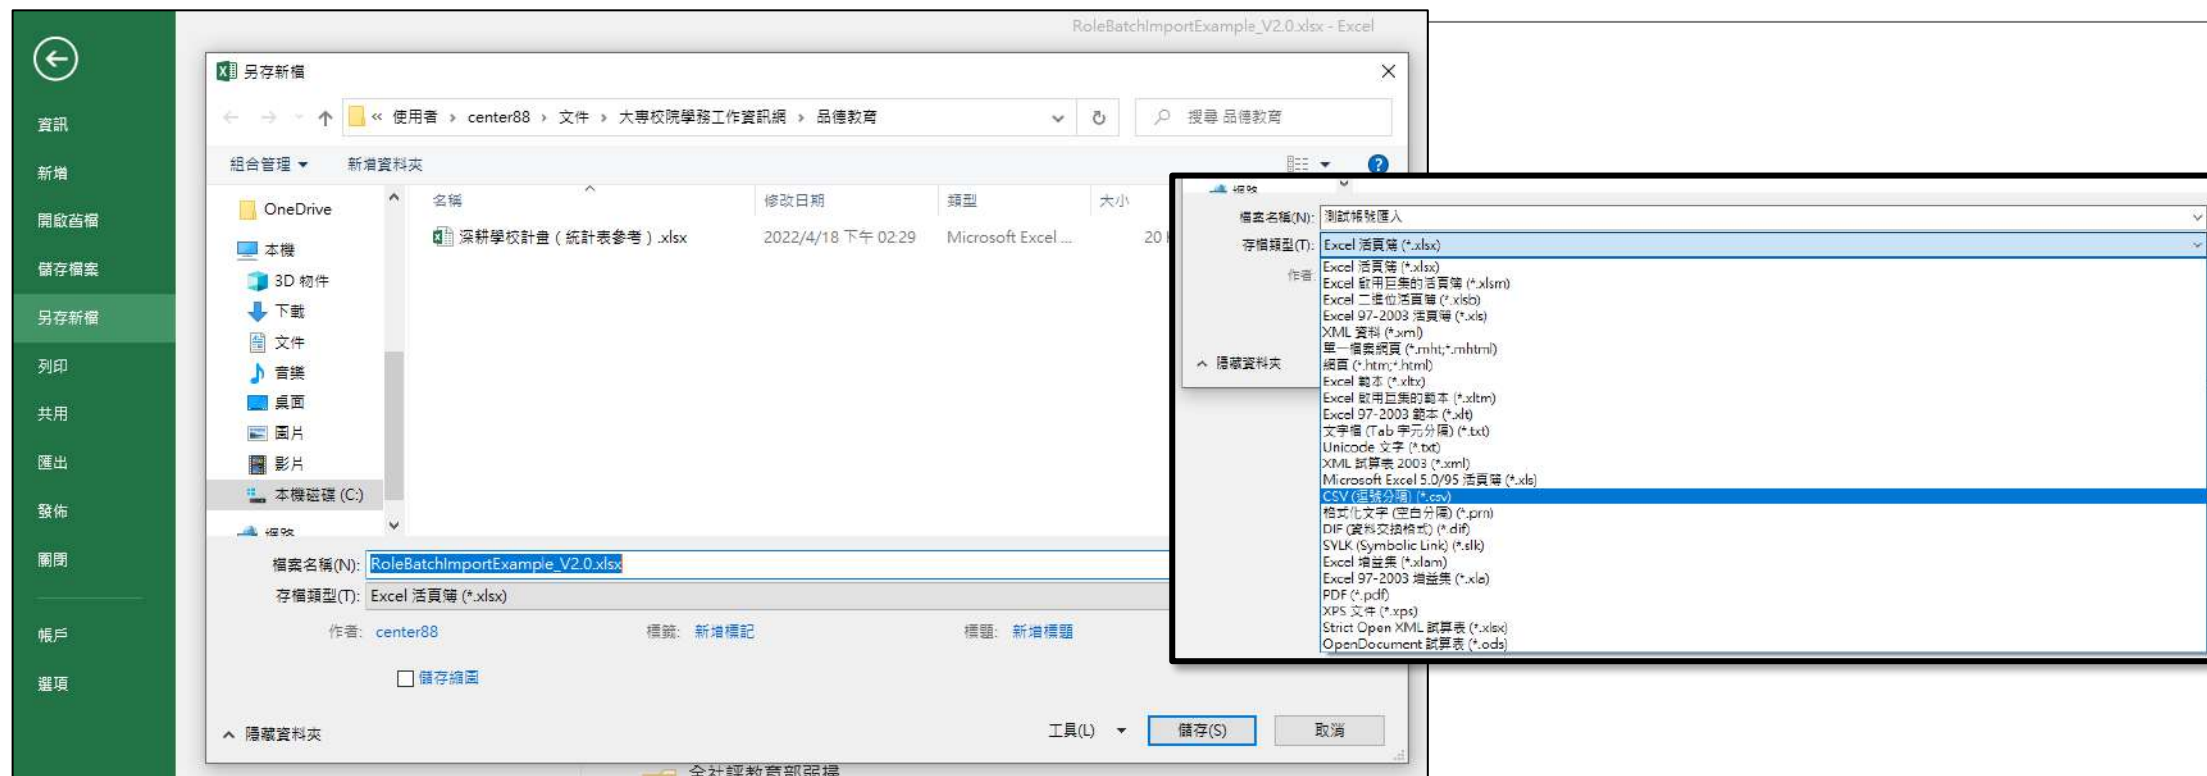 RoleBatchImportExample_V2.0.xlsx - Excel
資訊
新增
開啟舊檔
儲存檔案
另存新檔
列印
共用
匯出
發佈
關閉
帳戶
選項
另存新檔
« 使用者 › center88 › 文件 › 大專校院學務工作資訊網 › 品德教育
搜尋 品德教育
組合管理 新增資料夾
OneDrive
本機
3D 物件
下載
文件
音樂
桌面
圖片
影片
本機磁碟 (C:)
網路
名稱 修改日期 類型 大小
深耕學校計畫（統計表參考）.xlsx 2022/4/18 下午 02:29 Microsoft Excel ... 20
檔案名稱(N): RoleBatchImportExample_V2.0.xlsx
存檔類型(T): Excel 活頁簿 (*.xlsx)
作者: center88 標籤: 新增標記 標題: 新增標題
儲存縮圖
隱藏資料夾
工具(L) 儲存(S) 取消
全社評教育部弱掃
網路
檔案名稱(N): 測試帳號匯入
存檔類型(T): Excel 活頁簿 (*.xlsx)
作者:
Excel 活頁簿 (*.xlsx)
Excel 啟用巨集的活頁簿 (*.xlsm)
Excel 二進位活頁簿 (*.xlsb)
Excel 97-2003 活頁簿 (*.xls)
XML 資料 (*.xml)
單一檔案網頁 (*.mht;*.mhtml)
網頁 (*.htm;*.html)
Excel 範本 (*.xltx)
Excel 啟用巨集的範本 (*.xltm)
Excel 97-2003 範本 (*.xlt)
文字檔 (Tab 字元分隔) (*.txt)
Unicode 文字 (*.txt)
XML 試算表 2003 (*.xml)
Microsoft Excel 5.0/95 活頁簿 (*.xls)
CSV (逗號分隔) (*.csv)
格式化文字 (空白分隔) (*.prn)
DIF (資料交換格式) (*.dif)
SYLK (Symbolic Link) (*.slk)
Excel 增益集 (*.xlam)
Excel 97-2003 增益集 (*.xla)
PDF (*.pdf)
XPS 文件 (*.xps)
Strict Open XML 試算表 (*.xlsx)
OpenDocument 試算表 (*.ods)
隱藏資料夾